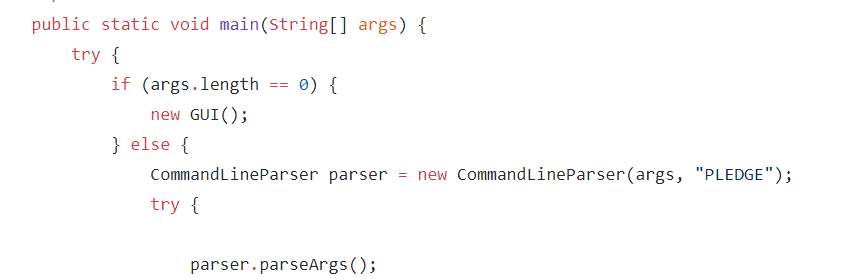 public static void main(String[] args) {
    try {
        if (args.length == 0) {
            new GUI();
        } else {
            CommandLineParser parser = new CommandLineParser(args, "PLEDGE");
            try {

                parser.parseArgs();